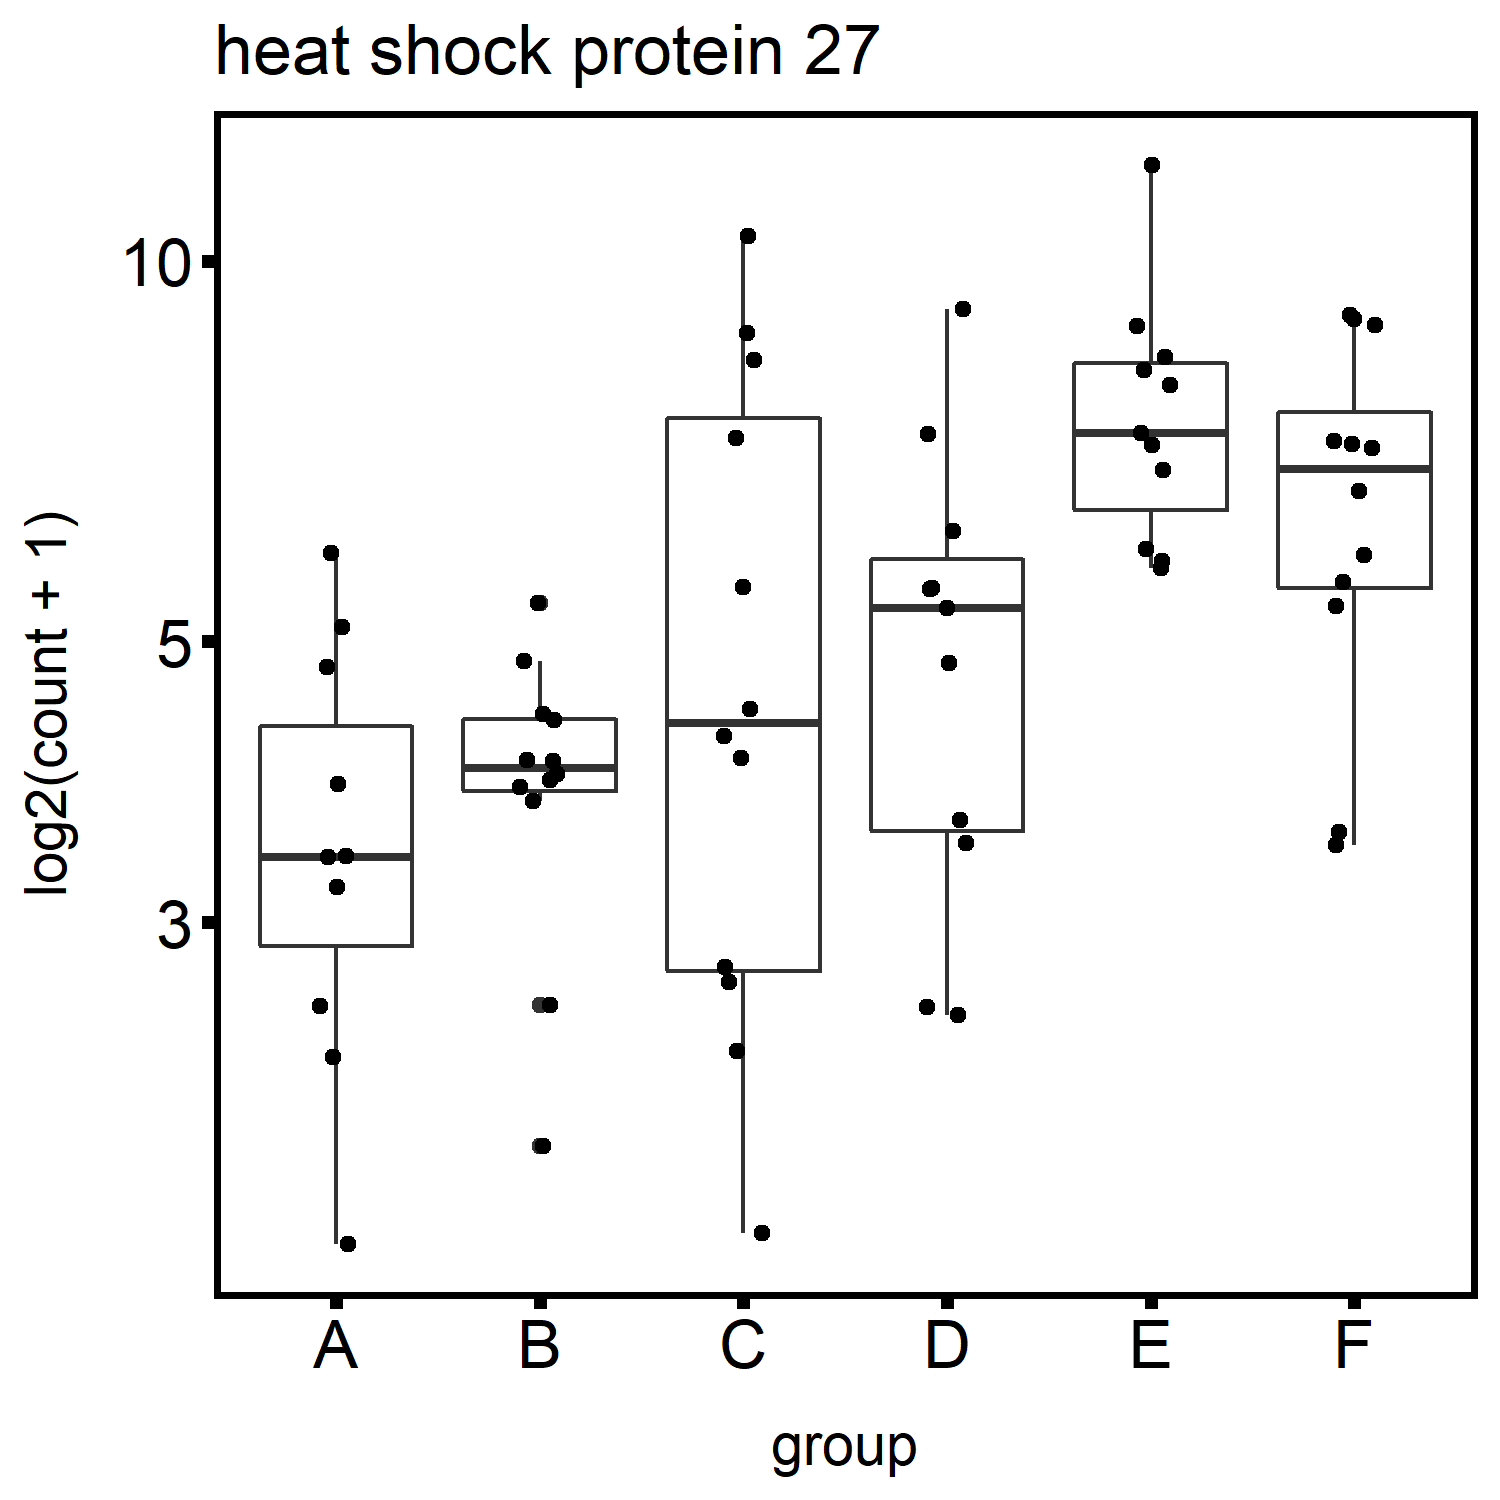 heat shock protein 27
log2(count + 1)
10
5
3
A B C D E F
group